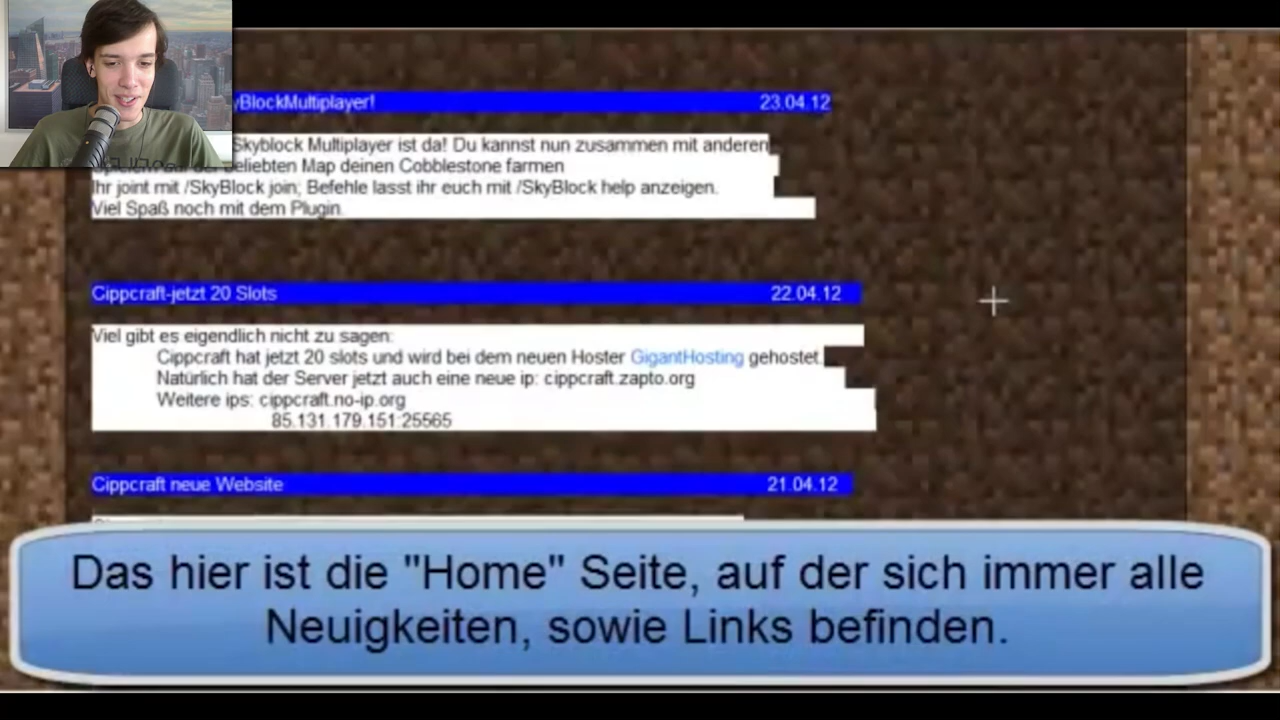 yBlockMultiplayer! 23.04.12
Skyblock Multiplayer ist da! Du kannst nun zusammen mit anderen
beliebten Map deinen Cobblestone farmen
Ihr joint mit /SkyBlock join; Befehle lasst ihr euch mit /SkyBlock help anzeigen.
Viel Spaß noch mit dem Plugin.
Cippcraft-jetzt 20 Slots 22.04.12
Viel gibt es eigendlich nicht zu sagen:
Cippcraft hat jetzt 20 slots und wird bei dem neuen Hoster GigantHosting gehostet.
Natürlich hat der Server jetzt auch eine neue ip: cippcraft.zapto.org
Weitere ips: cippcraft.no-ip.org
85.131.179.151:25565
Cippcraft neue Website 21.04.12
Das hier ist die "Home" Seite, auf der sich immer alle
Neuigkeiten, sowie Links befinden.